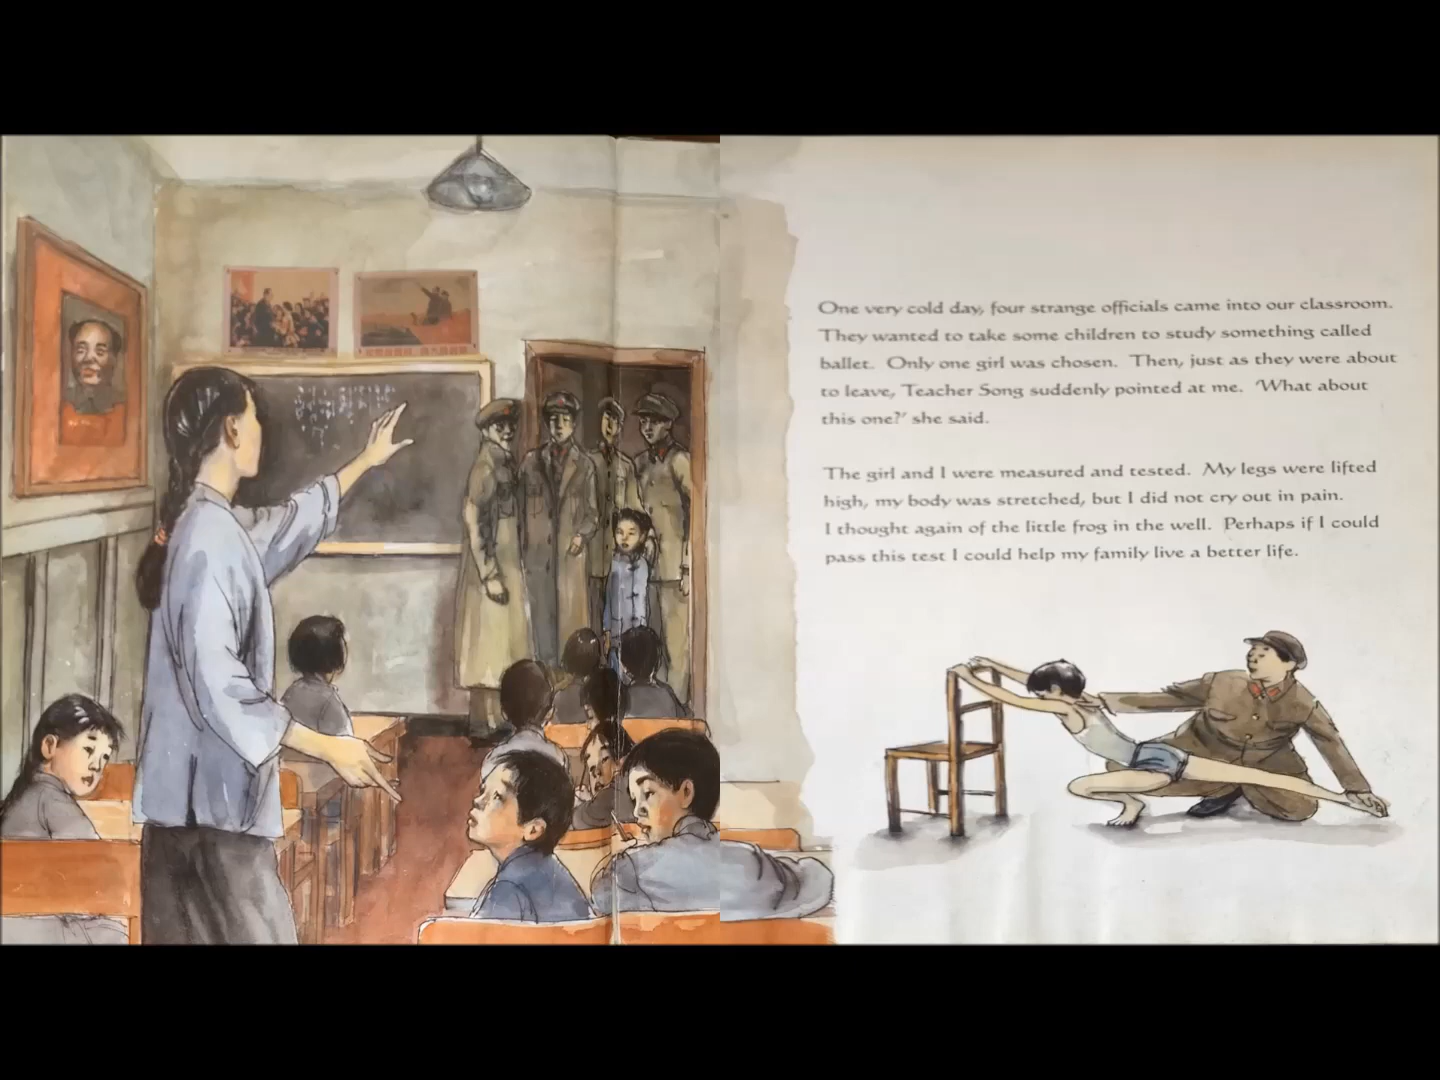 One very cold day, four strange officials came into our classroom.
They wanted to take some children to study something called
ballet. Only one girl was chosen. Then, just as they were about
to leave, Teacher Song suddenly pointed at me. ‘What about
this one?’ she said.
The girl and I were measured and tested. My legs were lifted
high, my body was stretched, but I did not cry out in pain.
I thought again of the little frog in the well. Perhaps if I could
pass this test I could help my family live a better life.